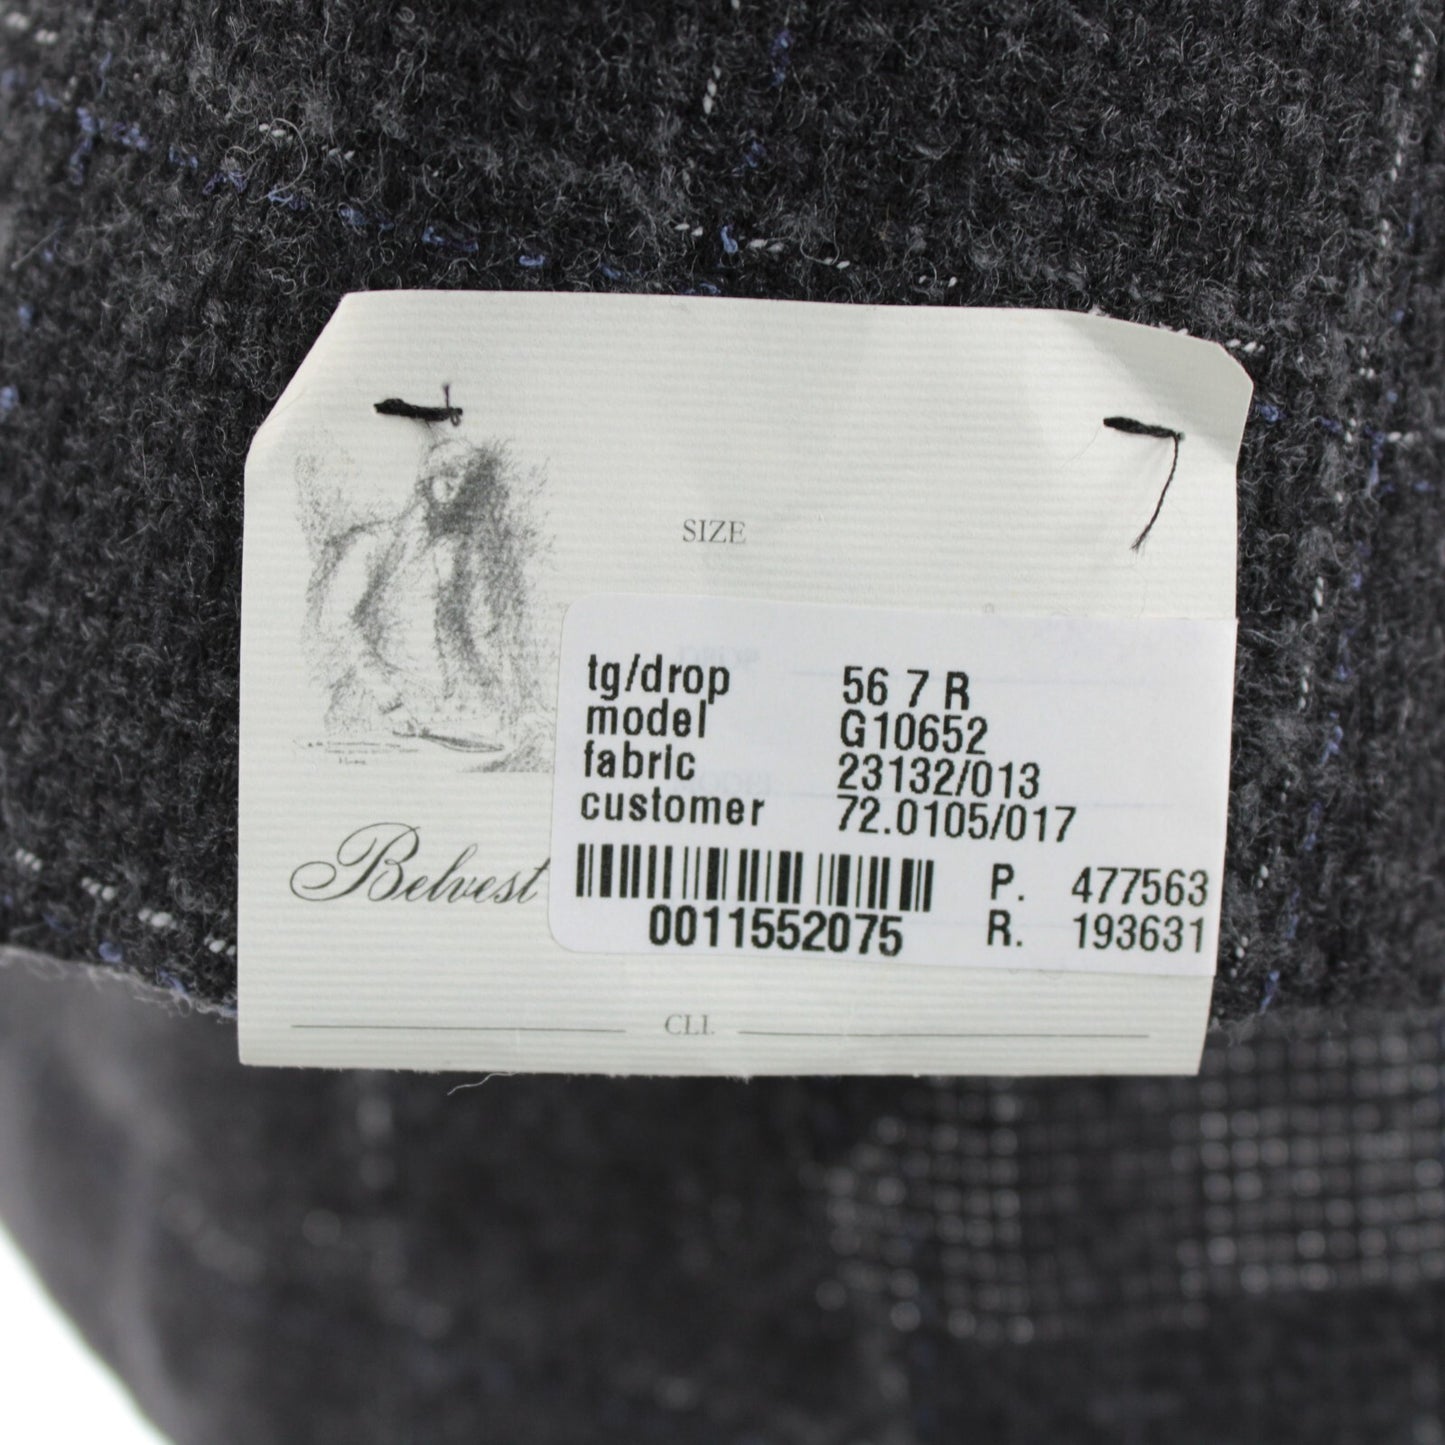 SIZE
tg/drop 56 7 R
model G10652
fabric 23132/013
customer 72.0105/017
Belvest
P. 477563
0011552075 R. 193631
CLI.